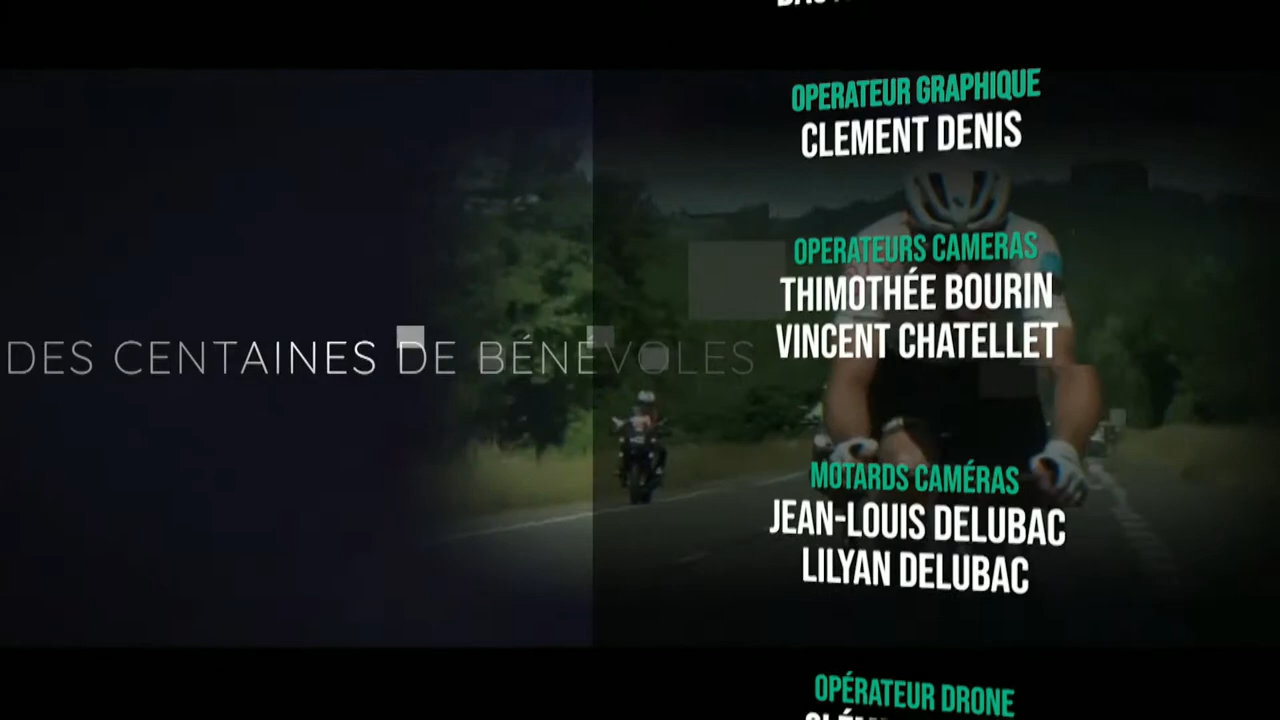 OPERATEUR GRAPHIQUE
CLEMENT DENIS
OPERATEURS CAMERAS
THIMOTHÉE BOURIN
VINCENT CHATELLET
DES CENTAINES DE BÉNÉVOLES
MOTARDS CAMÉRAS
JEAN-LOUIS DELUBAC
LILYAN DELUBAC
OPÉRATEUR DRONE